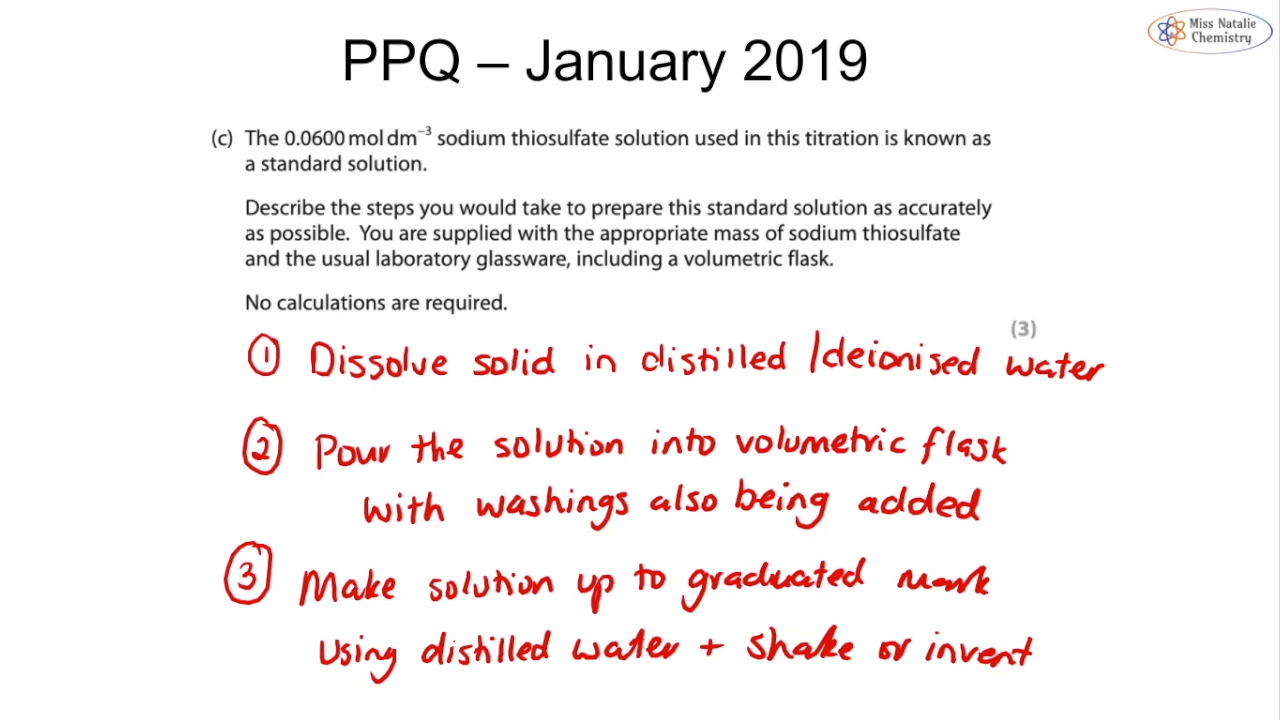 Miss Natalie
Chemistry
PPQ – January 2019
(c) The 0.0600 mol dm⁻³ sodium thiosulfate solution used in this titration is known as
a standard solution.
Describe the steps you would take to prepare this standard solution as accurately
as possible. You are supplied with the appropriate mass of sodium thiosulfate
and the usual laboratory glassware, including a volumetric flask.
No calculations are required.
(3)
① Dissolve solid in distilled /deionised water
② Pour the solution into volumetric flask
with washings also being added
③ Make solution up to graduated mark
using distilled water + shake or invent